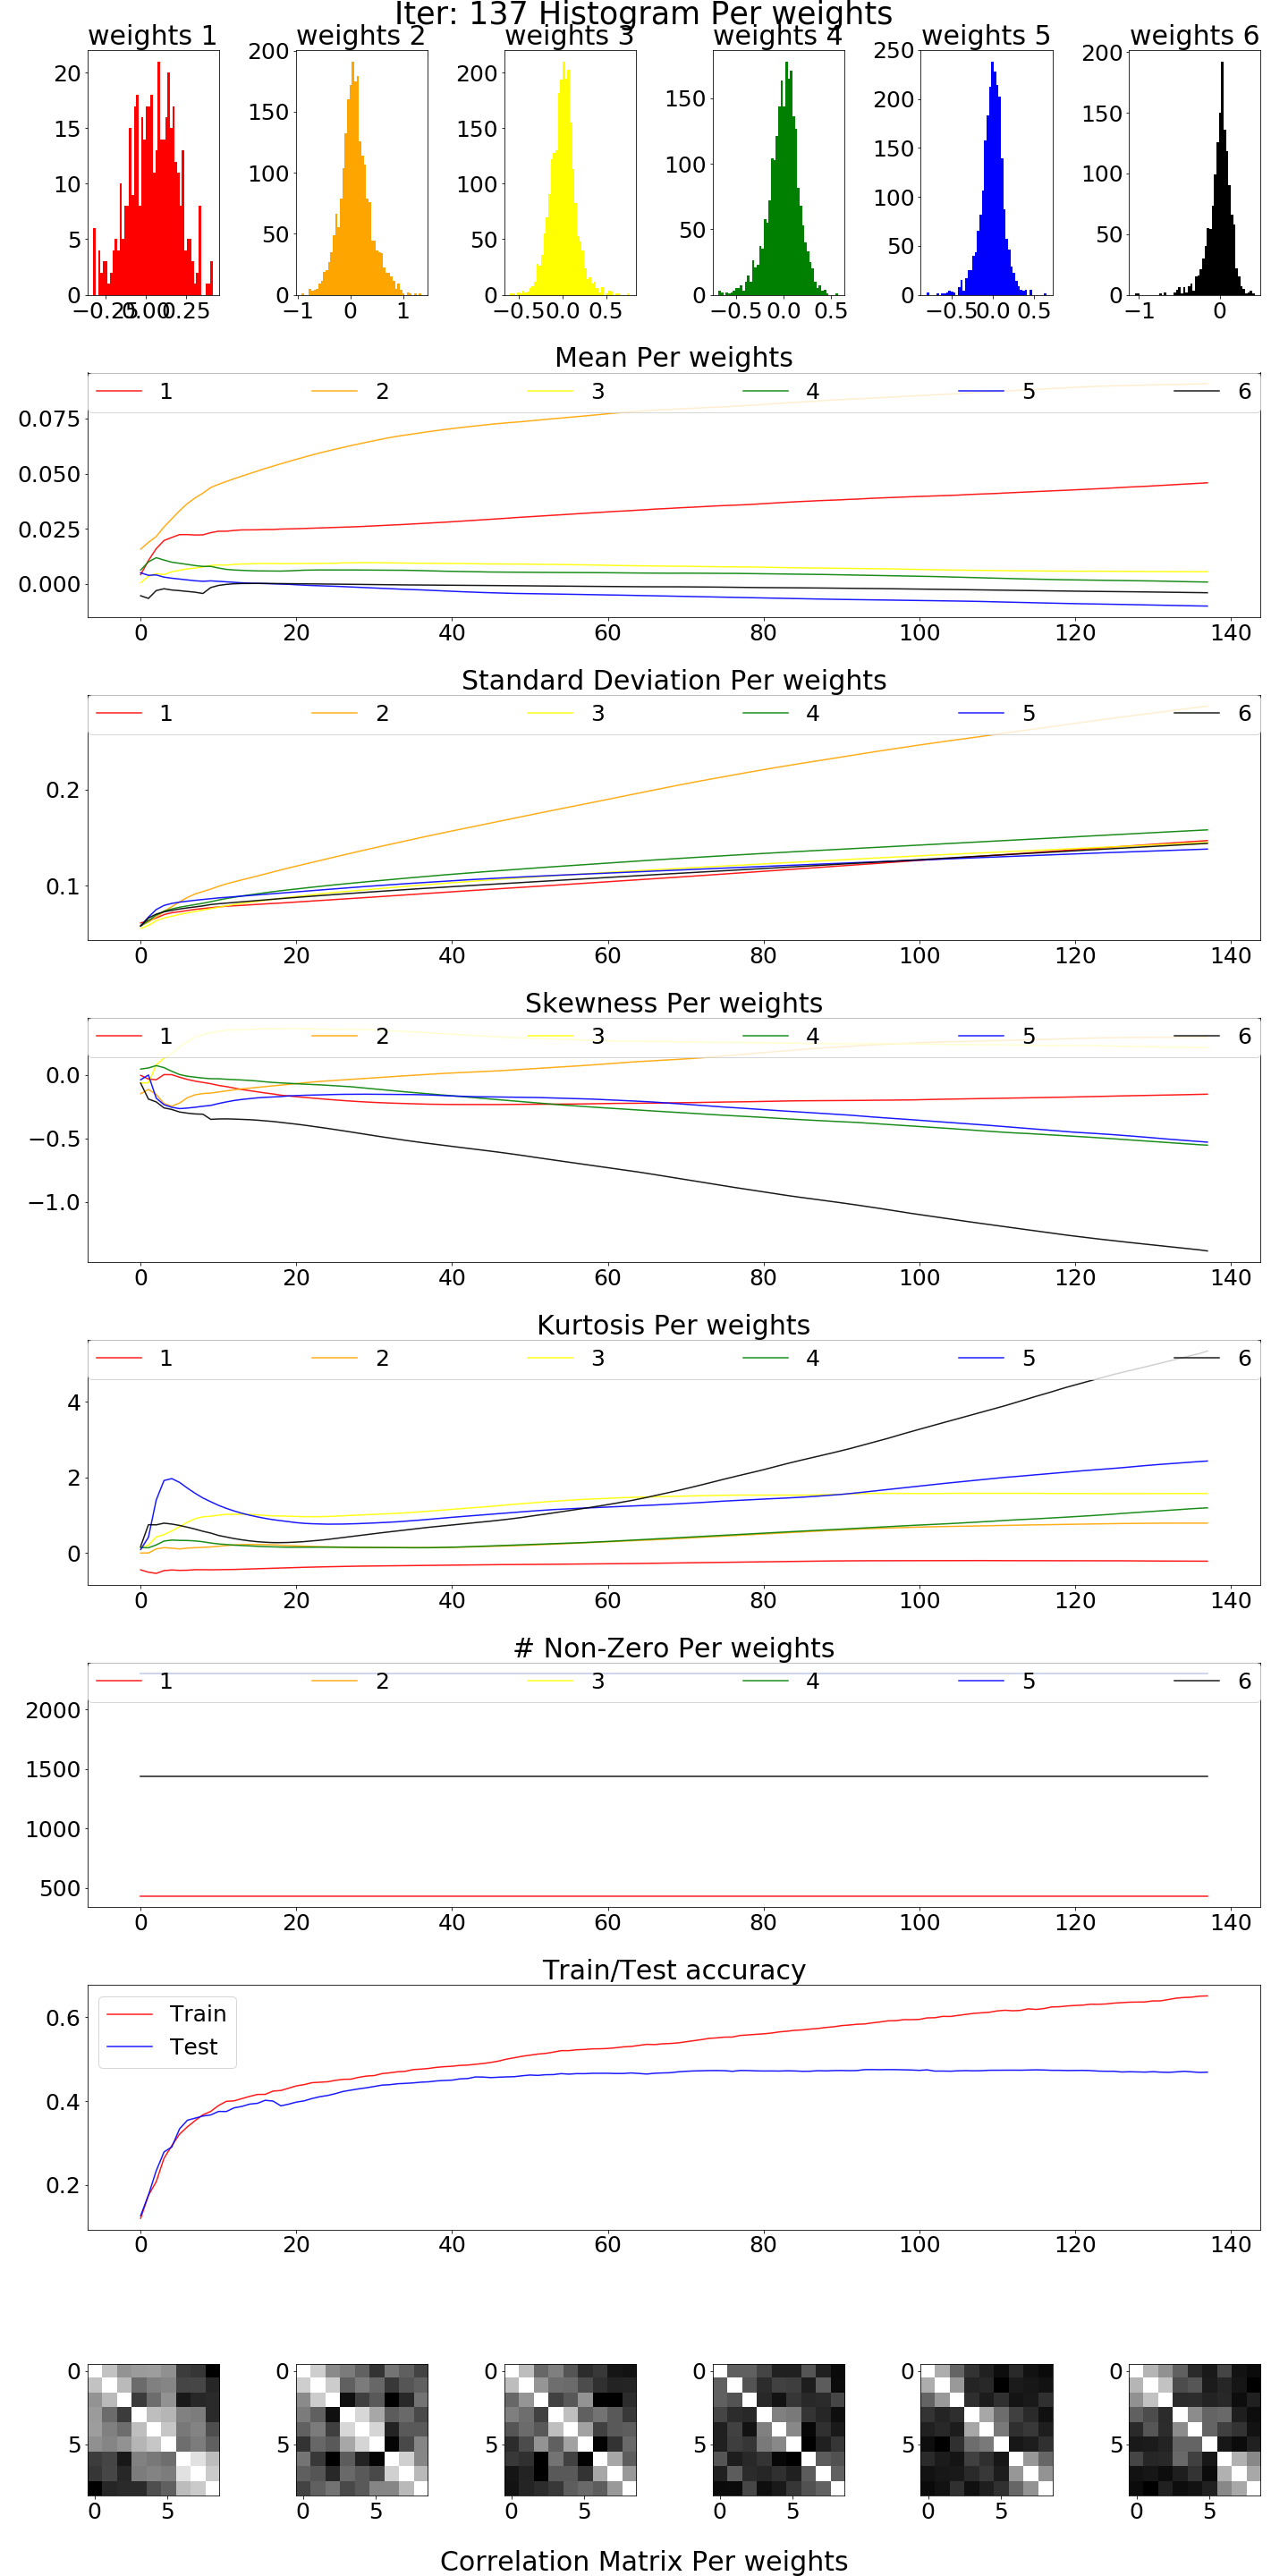 Iter: 137 Histogram Per weights
weights 1 weights 2 weights 3 weights 4 weights 5 weights 6
20 15 10 5 0
−0.25 0.00 0.25
200 150 100 50 0
−1 0 1
200 150 100 50 0
−0.5 0.0 0.5
150 100 50 0
−0.5 0.0 0.5
250 200 150 100 50 0
−0.5 0.0 0.5
200 150 100 50 0
−1 0
Mean Per weights
1 2 3 4 5 6
0.075
0.050
0.025
0.000
0 20 40 60 80 100 120 140
Standard Deviation Per weights
1 2 3 4 5 6
0.2
0.1
0 20 40 60 80 100 120 140
Skewness Per weights
1 2 3 4 5 6
0.0
−0.5
−1.0
0 20 40 60 80 100 120 140
Kurtosis Per weights
1 2 3 4 5 6
4
2
0
0 20 40 60 80 100 120 140
# Non-Zero Per weights
1 2 3 4 5 6
2000
1500
1000
500
0 20 40 60 80 100 120 140
Train/Test accuracy
Train
Test
0.6
0.4
0.2
0 20 40 60 80 100 120 140
0 0 0 0 0 0
5 5 5 5 5 5
0 5 0 5 0 5 0 5 0 5 0 5
Correlation Matrix Per weights